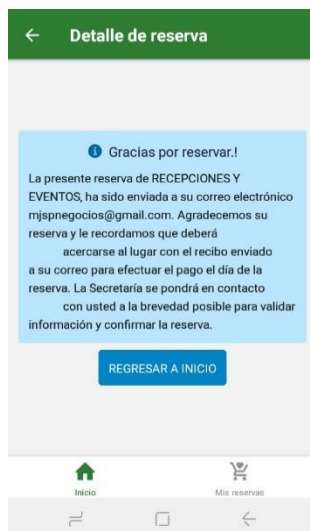 Detalle de reserva
Gracias por reservar.!
La presente reserva de RECEPCIONES Y
EVENTOS, ha sido enviada a su correo electrónico
mjspnegocios@gmail.com. Agradecemos su
reserva y le recordamos que deberá
acercarse al lugar con el recibo enviado
a su correo para efectuar el pago el día de la
reserva. La Secretaría se pondrá en contacto
con usted a la brevedad posible para validar
información y confirmar la reserva.
REGRESAR A INICIO
Inicio
Mis reservas